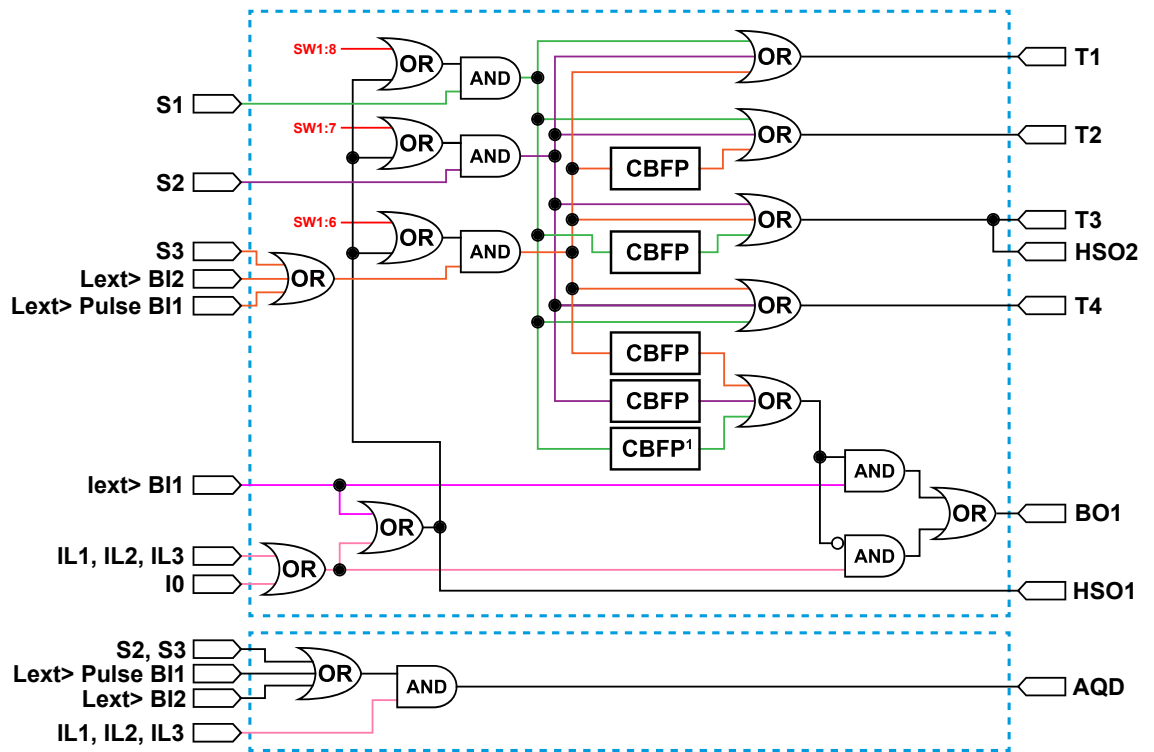 SW1:8
OR
AND
OR
T1
S1
SW1:7
OR
AND
OR
T2
CBFP
S2
SW1:6
OR
AND
OR
T3
S3
CBFP
HSO2
Lext> BI2
OR
Lext> Pulse BI1
OR
T4
CBFP
CBFP
OR
CBFP¹
AND
Iext> BI1
OR
OR
BO1
IL1, IL2, IL3
OR
AND
I0
HSO1
S2, S3
Lext> Pulse BI1
OR
AND
AQD
Lext> BI2
IL1, IL2, IL3